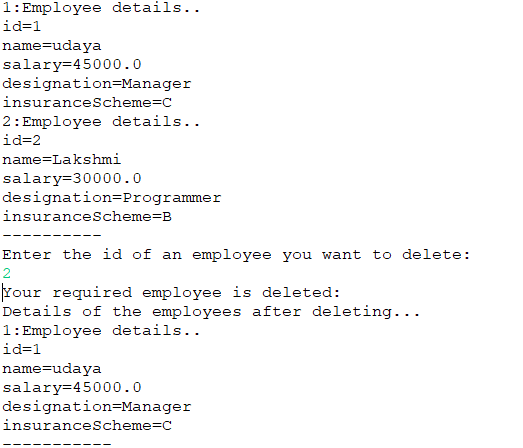 1:Employee details..
id=1
name=udaya
salary=45000.0
designation=Manager
insuranceScheme=C
2:Employee details..
id=2
name=Lakshmi
salary=30000.0
designation=Programmer
insuranceScheme=B
----------
Enter the id of an employee you want to delete:
2
Your required employee is deleted:
Details of the employees after deleting...
1:Employee details..
id=1
name=udaya
salary=45000.0
designation=Manager
insuranceScheme=C
-----------